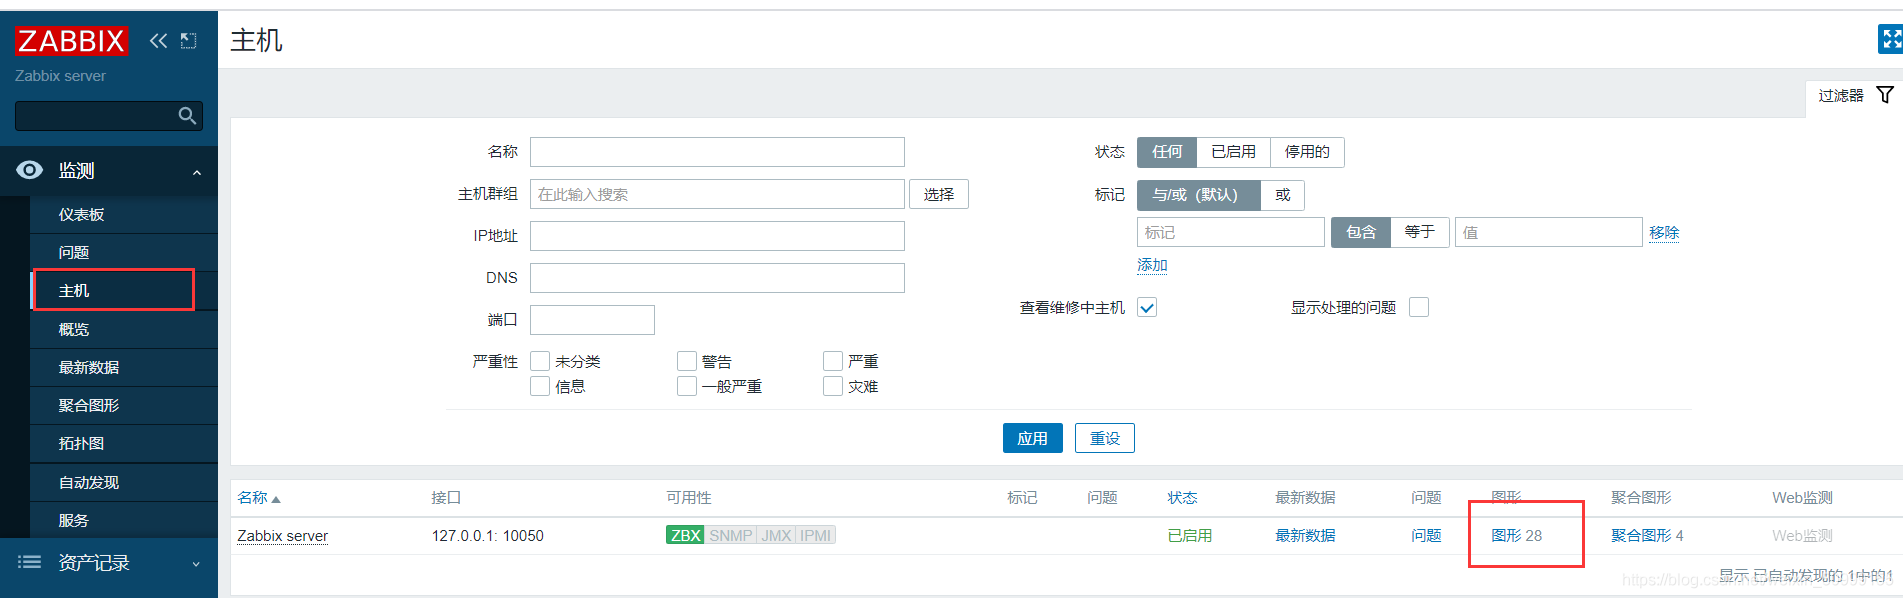 ZABBIX
Zabbix server
监测
仪表板
问题
主机
概览
最新数据
聚合图形
拓扑图
自动发现
服务
资产记录
主机
过滤器
名称
主机群组 在此输入搜索 选择
IP地址
DNS
端口
严重性 未分类 警告 严重
信息 一般严重 灾难
状态 任何 已启用 停用的
标记 与/或（默认） 或
标记 包含 等于 值 移除
添加
查看维修中主机 显示处理的问题
应用 重设
名称 接口 可用性 标记 问题 状态 最新数据 问题 图形 聚合图形 Web监测
Zabbix server 127.0.0.1: 10050 ZBX SNMP JMX IPMI 已启用 最新数据 问题 图形 28 聚合图形 4 Web监测
显示 已自动发现的 1中的1